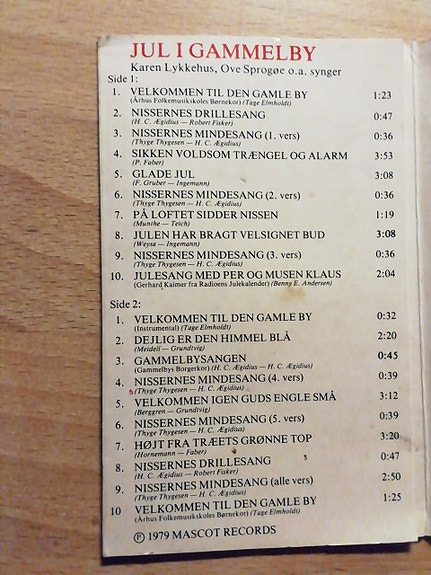 JUL I GAMMELBY
Karen Lykkehus, Ove Sprogøe o.a. synger
Side 1:
1. VELKOMMEN TIL DEN GAMLE BY 1:23
(Århus Folkemusikskoles Børnekor) (Tage Elmholdt)
2. NISSERNES DRILLESANG 0:47
(H. C. Ægidius — Robert Fisker)
3. NISSERNES MINDESANG (1. vers) 0:36
(Thyge Thygesen — H. C. Ægidius)
4. SIKKEN VOLDSOM TRÆNGEL OG ALARM 3:53
(P. Faber)
5. GLADE JUL 3:08
(F. Gruber — Ingemann)
6. NISSERNES MINDESANG (2. vers) 0:36
(Thyge Thygesen — H. C. Ægidius)
7. PÅ LOFTET SIDDER NISSEN 1:19
(Munthe — Teich)
8. JULEN HAR BRAGT VELSIGNET BUD 3:08
(Weyse — Ingemann)
9. NISSERNES MINDESANG (3. vers) 0:36
(Thyge Thygesen — H. C. Ægidius)
10. JULESANG MED PER OG MUSEN KLAUS 2:04
(Gerhard Kaimer fra Radioens Julekalender) (Benny E. Andersen)
Side 2:
1. VELKOMMEN TIL DEN GAMLE BY 0:32
(Instrumental) (Tage Elmholdt)
2. DEJLIG ER DEN HIMMEL BLÅ 2:20
(Meidell — Grundtvig)
3. GAMMELBYSANGEN 0:45
(Gammelbys Borgerkor) (H. C. Ægidius — H. C. Ægidius)
4. NISSERNES MINDESANG (4. vers) 0:39
(Thyge Thygesen — H. C. Ægidius)
5. VELKOMMEN IGEN GUDS ENGLE SMÅ 3:12
(Berggren — Grundtvig)
6. NISSERNES MINDESANG (5. vers) 0:39
(Thyge Thygesen — H. C. Ægidius)
7. HØJT FRA TRÆETS GRØNNE TOP 3:20
(Hornemann — Faber)
8. NISSERNES DRILLESANG 0:47
(H. C. Ægidius — Robert Fisker)
9. NISSERNES MINDESANG (alle vers) 2:50
(Thyge Thygesen — H. C. Ægidius)
10 VELKOMMEN TIL DEN GAMLE BY 1:25
(Århus Folkemusikskoles Børnekor) (Tage Elmholdt)
℗ 1979 MASCOT RECORDS